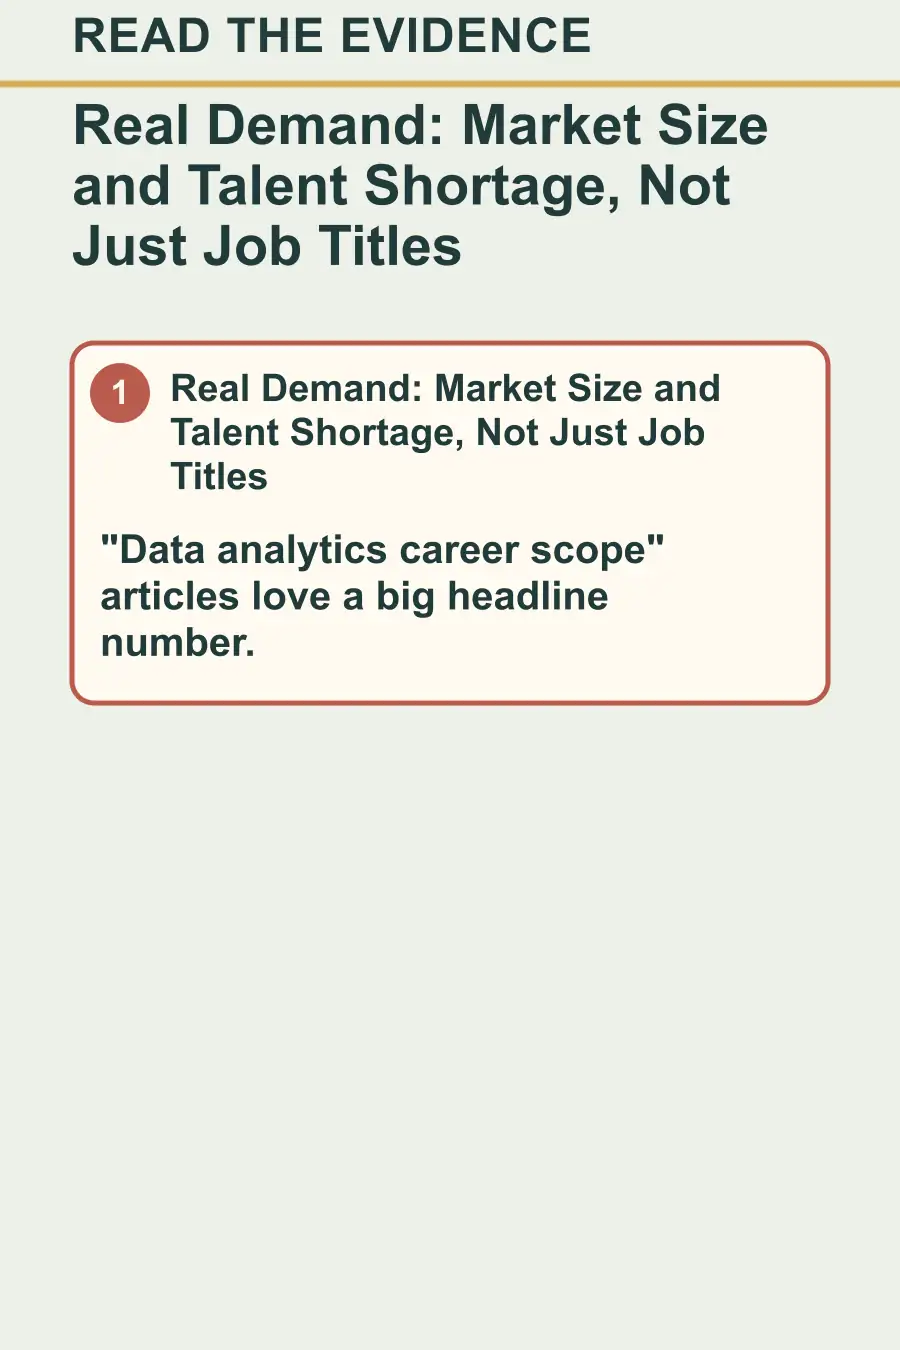 READ THE EVIDENCE
Real Demand: Market Size
and Talent Shortage, Not
Just Job Titles
1
Real Demand: Market Size and
Talent Shortage, Not Just Job
Titles
"Data analytics career scope"
articles love a big headline
number.